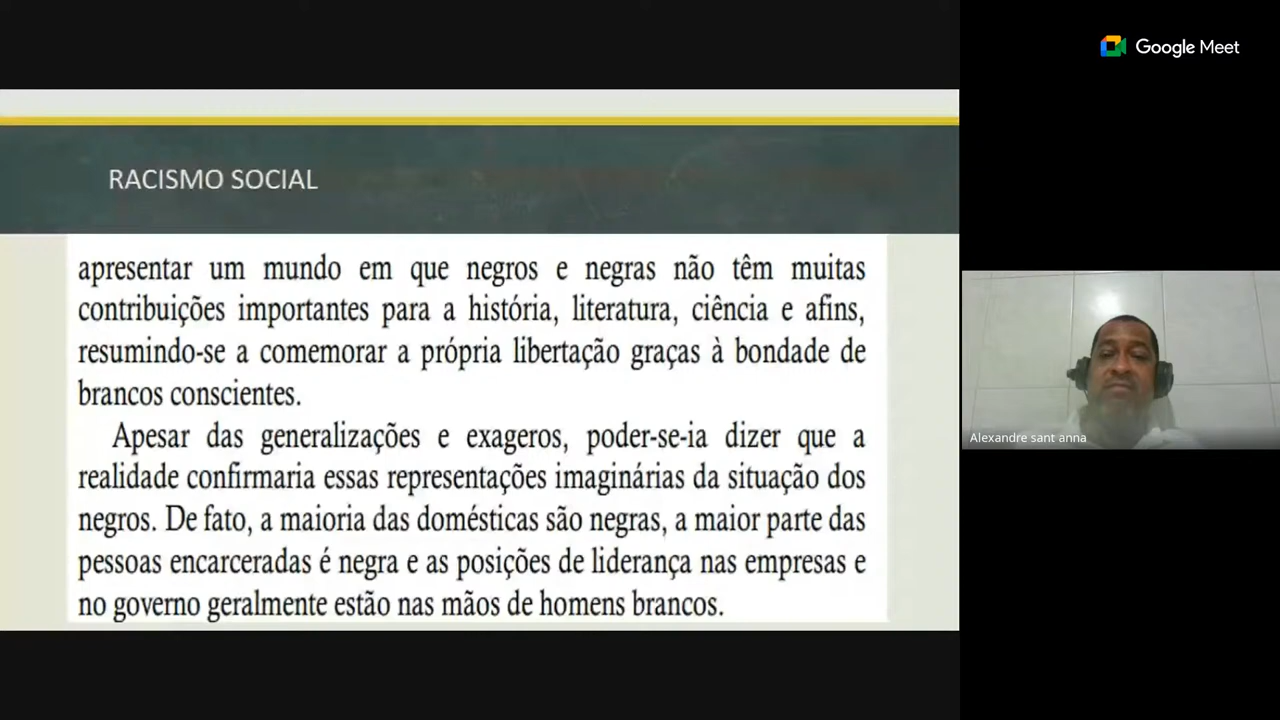 Google Meet
RACISMO SOCIAL
apresentar um mundo em que negros e negras não têm muitas
contribuições importantes para a história, literatura, ciência e afins,
resumindo-se a comemorar a própria libertação graças à bondade de
brancos conscientes.
Apesar das generalizações e exageros, poder-se-ia dizer que a
realidade confirmaria essas representações imaginárias da situação dos
negros. De fato, a maioria das domésticas são negras, a maior parte das
pessoas encarceradas é negra e as posições de liderança nas empresas e
no governo geralmente estão nas mãos de homens brancos.
Alexandre sant anna